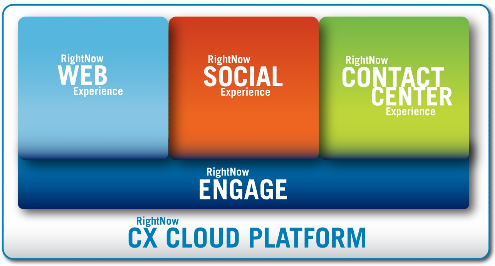 RightNow
WEB
Experience
RightNow
SOCIAL
Experience
RightNow
CONTACT
CENTER
Experience
RightNow
ENGAGE
RightNow
CX CLOUD PLATFORM